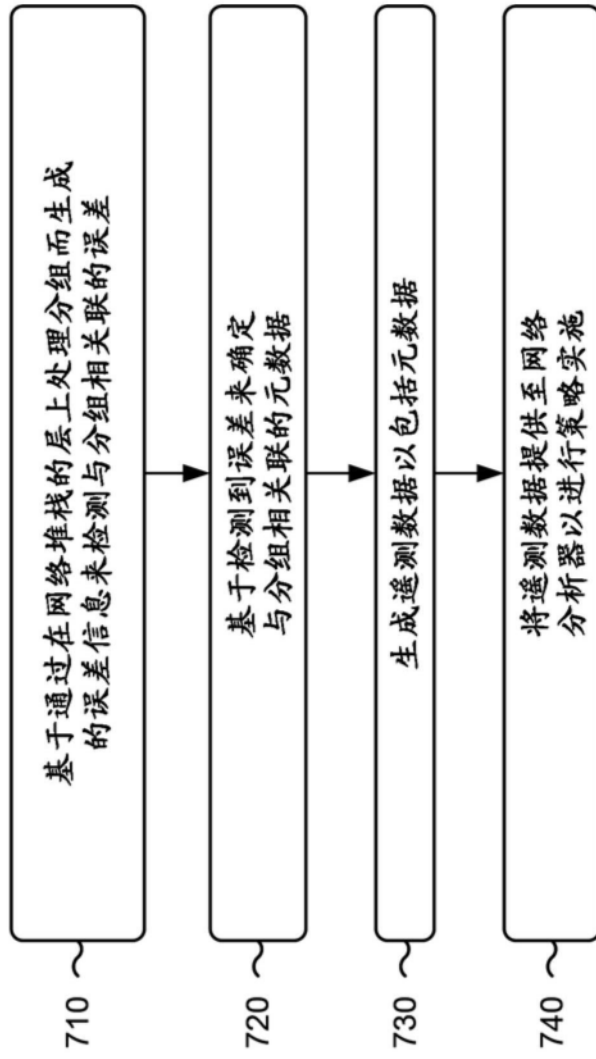 710
基于通过在网络堆栈的层上处理分组而生成
的误差信息来检测与分组相关联的误差
720
基于检测到误差来确定
与分组相关联的元数据
730
生成遥测数据以包括元数据
740
将遥测数据提供至网络
分析器以进行策略实施